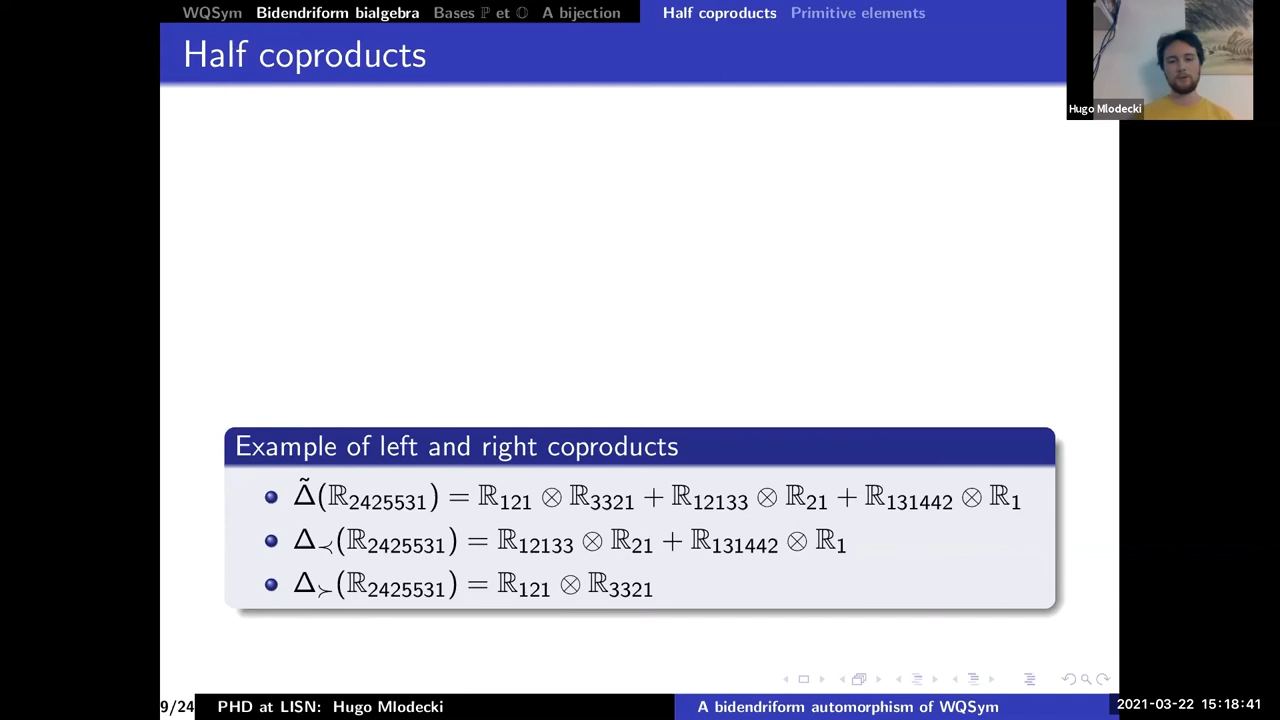 WQSym Bidendriform bialgebra Bases ℙ et 𝕆 A bijection Half coproducts Primitive elements
Half coproducts
Hugo Mlodecki
Example of left and right coproducts
Δ̃(ℝ₂₄₂₅₅₃₁) = ℝ₁₂₁ ⊗ ℝ₃₃₂₁ + ℝ₁₂₁₃₃ ⊗ ℝ₂₁ + ℝ₁₃₁₄₄₂ ⊗ ℝ₁
Δ≺(ℝ₂₄₂₅₅₃₁) = ℝ₁₂₁₃₃ ⊗ ℝ₂₁ + ℝ₁₃₁₄₄₂ ⊗ ℝ₁
Δ≻(ℝ₂₄₂₅₅₃₁) = ℝ₁₂₁ ⊗ ℝ₃₃₂₁
9/24 PHD at LISN: Hugo Mlodecki A bidendriform automorphism of WQSym 2021-03-22 15:18:41